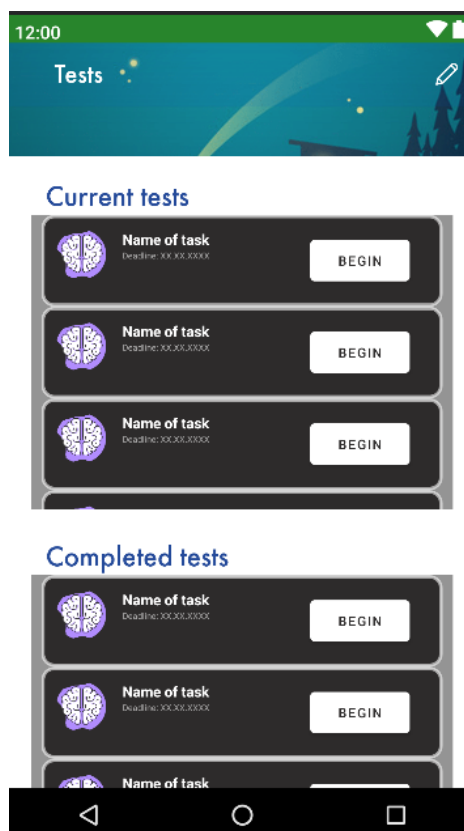 12:00
Tests
Current tests
Name of task
Deadline: XX.XX.XXXX
BEGIN
Name of task
Deadline: XX.XX.XXXX
BEGIN
Name of task
Deadline: XX.XX.XXXX
BEGIN
Completed tests
Name of task
Deadline: XX.XX.XXXX
BEGIN
Name of task
Deadline: XX.XX.XXXX
BEGIN
Name of task